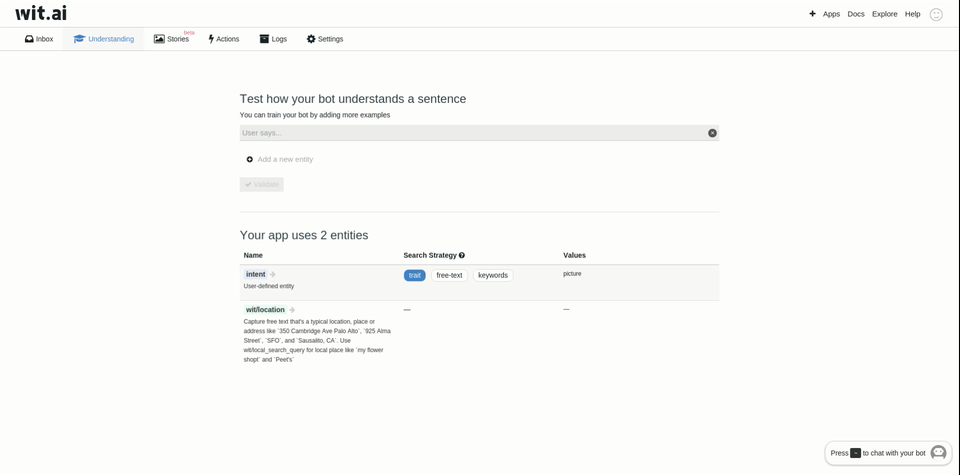 wit.ai
Apps Docs Explore Help
Inbox Understanding Stories beta Actions Logs Settings
Test how your bot understands a sentence
You can train your bot by adding more examples
User says...
Add a new entity
Validate
Your app uses 2 entities
Name Search Strategy Values
intent trait free-text keywords picture
User-defined entity
wit/location — —
Capture free text that's a typical location, place or
address like `350 Cambridge Ave Palo Alto`, `925 Alma
Street`, `SFO`, and `Sausalito, CA`. Use
wit/local_search_query for local place like `my flower
shopt` and `Peet's`
Press ~ to chat with your bot